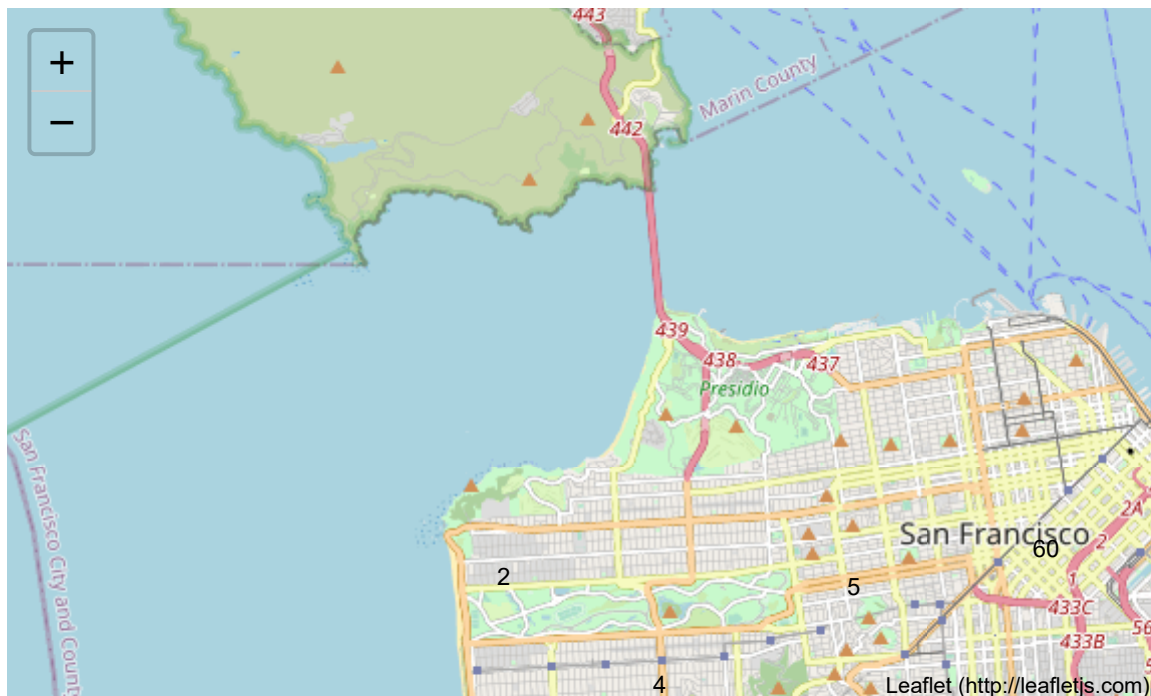 443
+
−
Marin County
442
439
438
437
Presidio
San Francisco City and County
2A
San Francisco
2
60
2
5
1
433C
56
433B
5
4
Leaflet (http://leafletjs.com)